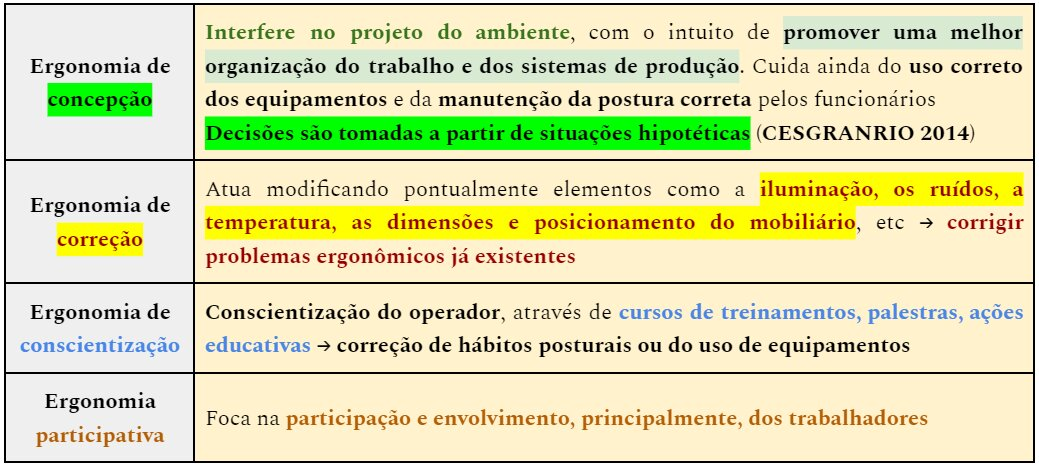 Ergonomia de
concepção
Interfere no projeto do ambiente, com o intuito de promover uma melhor
organização do trabalho e dos sistemas de produção. Cuida ainda do uso correto
dos equipamentos e da manutenção da postura correta pelos funcionários
Decisões são tomadas a partir de situações hipotéticas (CESGRANRIO 2014)
Ergonomia de
correção
Atua modificando pontualmente elementos como a iluminação, os ruídos, a
temperatura, as dimensões e posicionamento do mobiliário, etc → corrigir
problemas ergonômicos já existentes
Ergonomia de
conscientização
Conscientização do operador, através de cursos de treinamentos, palestras, ações
educativas → correção de hábitos posturais ou do uso de equipamentos
Ergonomia
participativa
Foca na participação e envolvimento, principalmente, dos trabalhadores